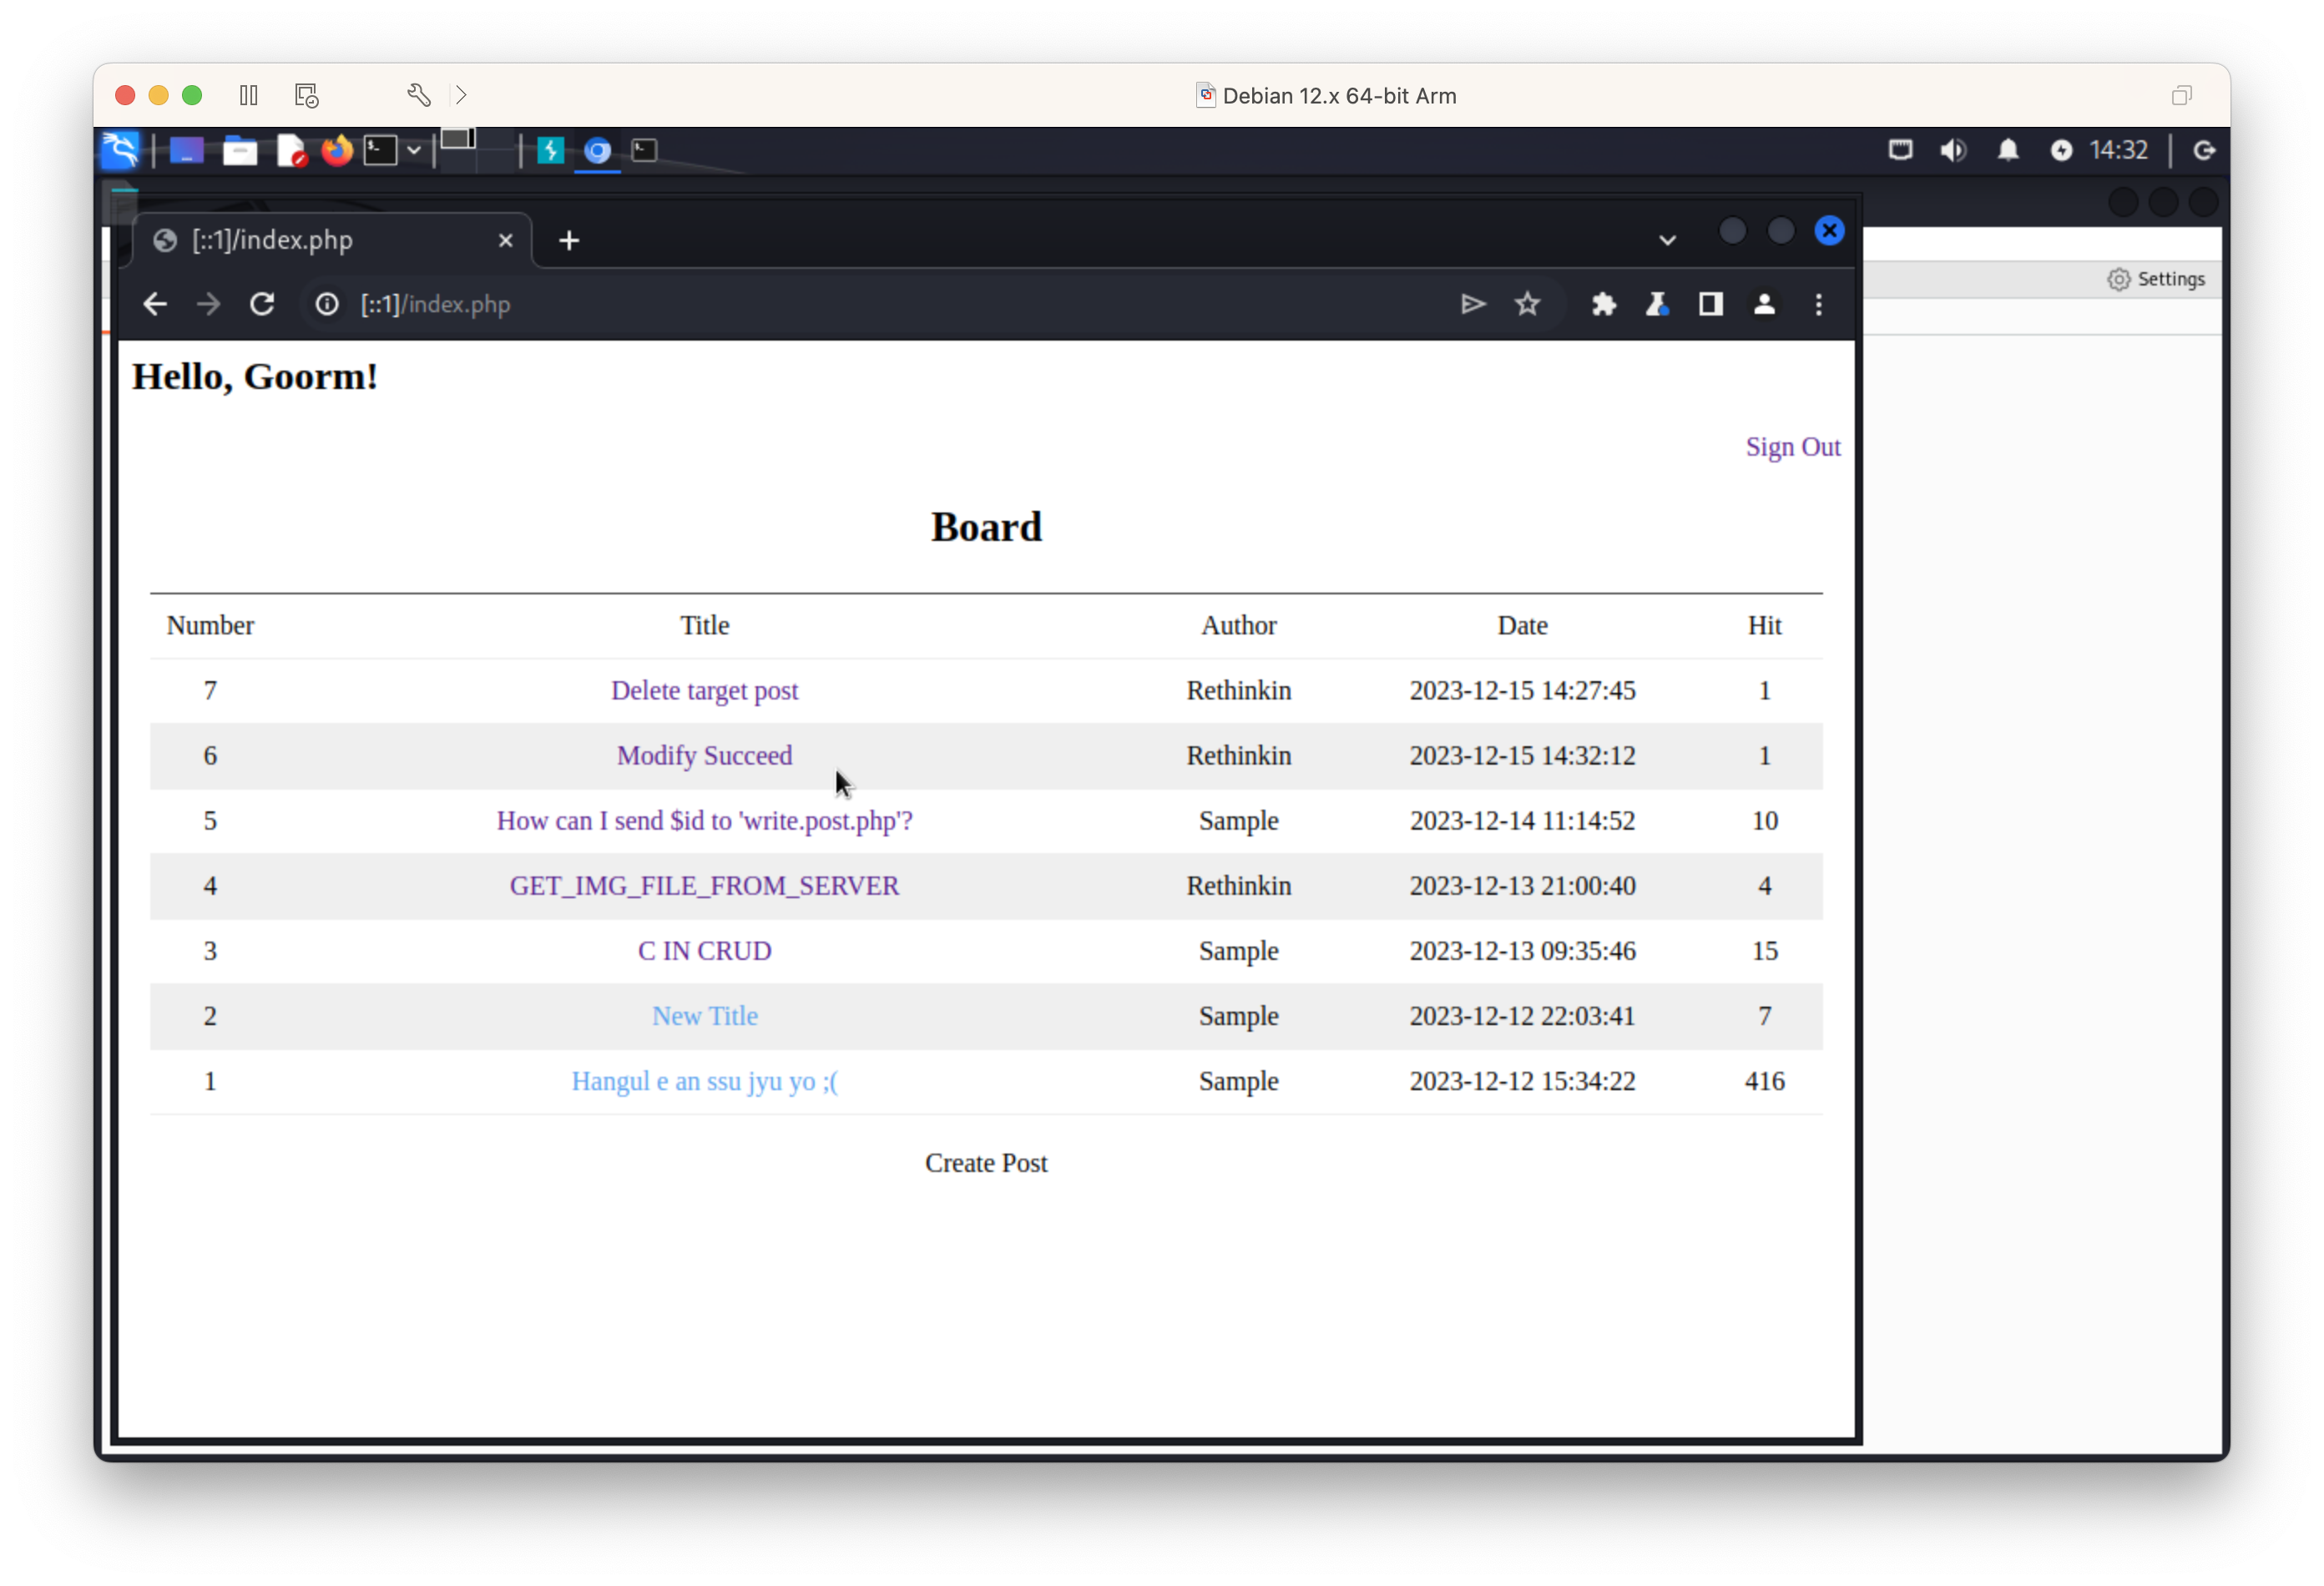 Debian 12.x 64-bit Arm
14:32
[::1]/index.php
Settings
[::1]/index.php
Hello, Goorm!
Sign Out
Board
Number Title Author Date Hit
7 Delete target post Rethinkin 2023-12-15 14:27:45 1
6 Modify Succeed Rethinkin 2023-12-15 14:32:12 1
5 How can I send $id to 'write.post.php'? Sample 2023-12-14 11:14:52 10
4 GET_IMG_FILE_FROM_SERVER Rethinkin 2023-12-13 21:00:40 4
3 C IN CRUD Sample 2023-12-13 09:35:46 15
2 New Title Sample 2023-12-12 22:03:41 7
1 Hangul e an ssu jyu yo ;( Sample 2023-12-12 15:34:22 416
Create Post